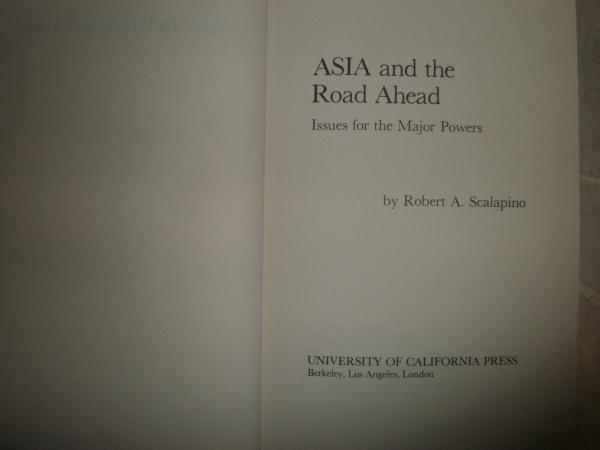 ASIA and the
Road Ahead
Issues for the Major Powers
by Robert A. Scalapino
UNIVERSITY OF CALIFORNIA PRESS
Berkeley, Los Angeles, London